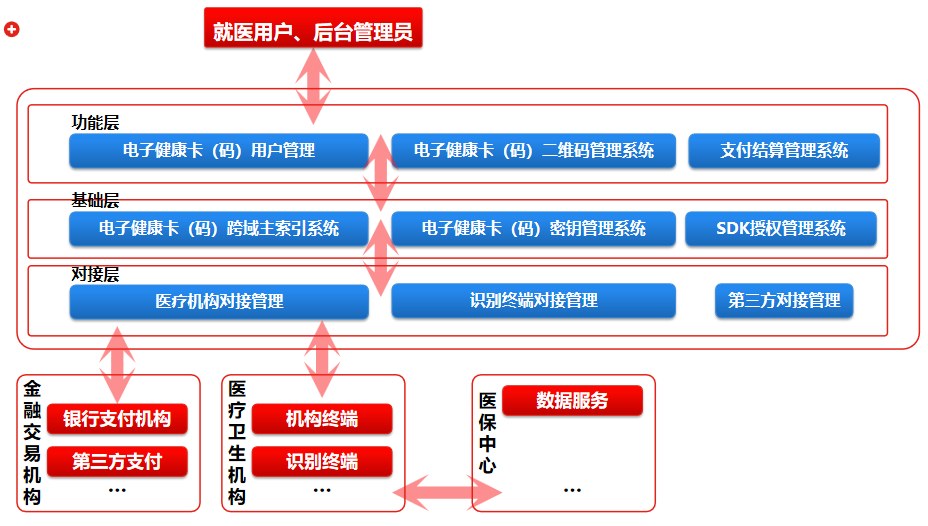 就医用户、后台管理员
功能层
电子健康卡（码）用户管理
电子健康卡（码）二维码管理系统
支付结算管理系统
基础层
电子健康卡（码）跨域主索引系统
电子健康卡（码）密钥管理系统
SDK授权管理系统
对接层
医疗机构对接管理
识别终端对接管理
第三方对接管理
金融交易机构
银行支付机构
第三方支付
...
医疗卫生机构
机构终端
识别终端
...
医保中心
数据服务
...